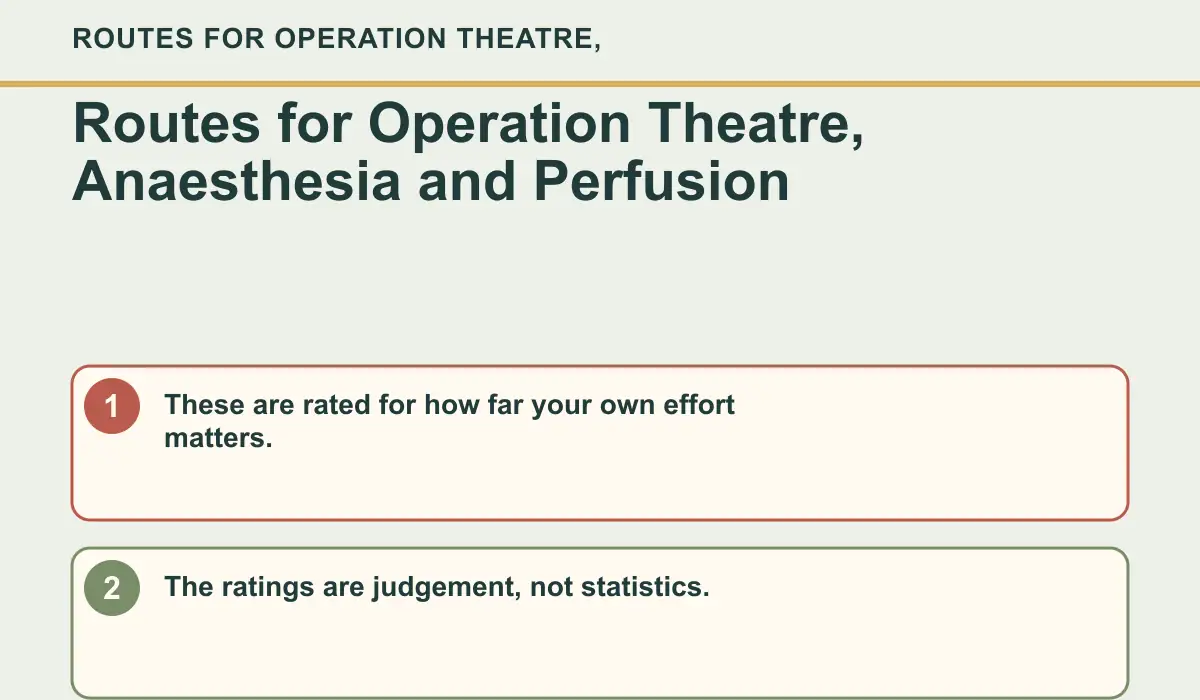 ROUTES FOR OPERATION THEATRE,
Routes for Operation Theatre,
Anaesthesia and Perfusion
1
These are rated for how far your own effort
matters.
2
The ratings are judgement, not statistics.